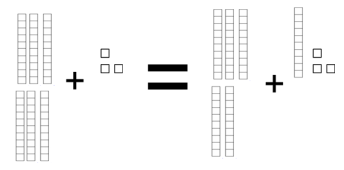 + = +